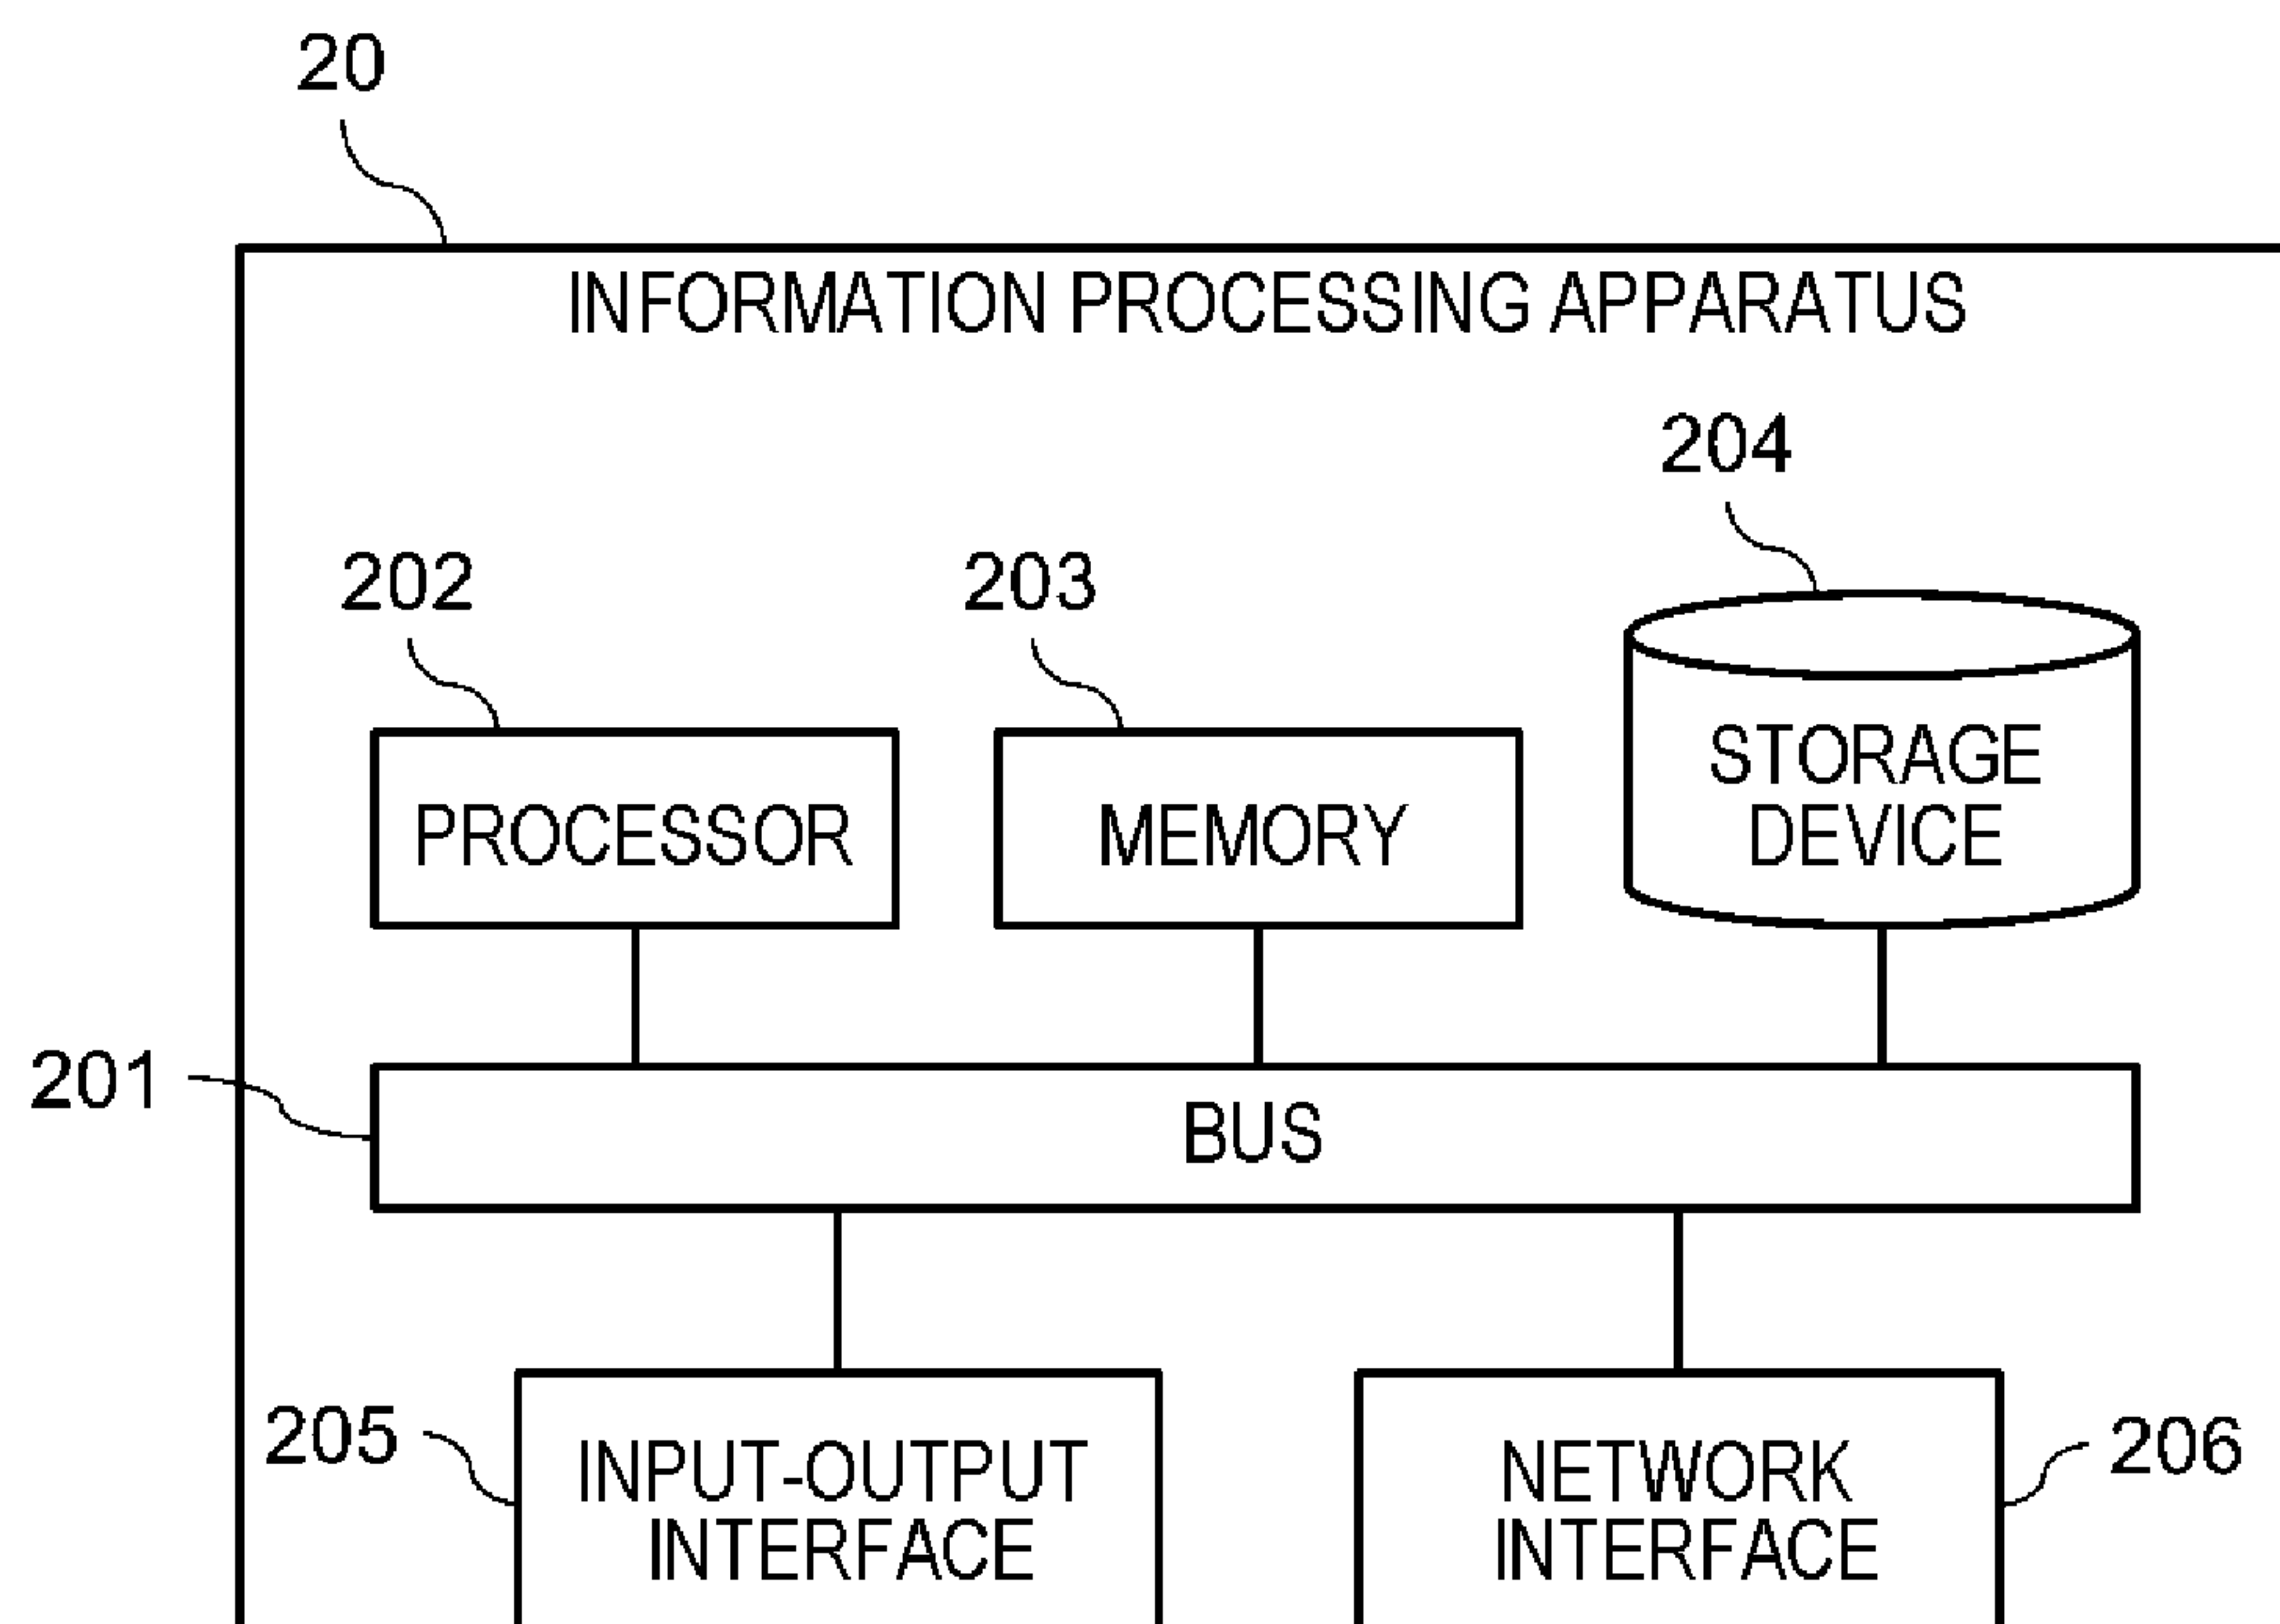 20
INFORMATION PROCESSING APPARATUS
204
202
203
STORAGE
DEVICE
PROCESSOR
MEMORY
201
BUS
205
INPUT-OUTPUT
INTERFACE
NETWORK
INTERFACE
206